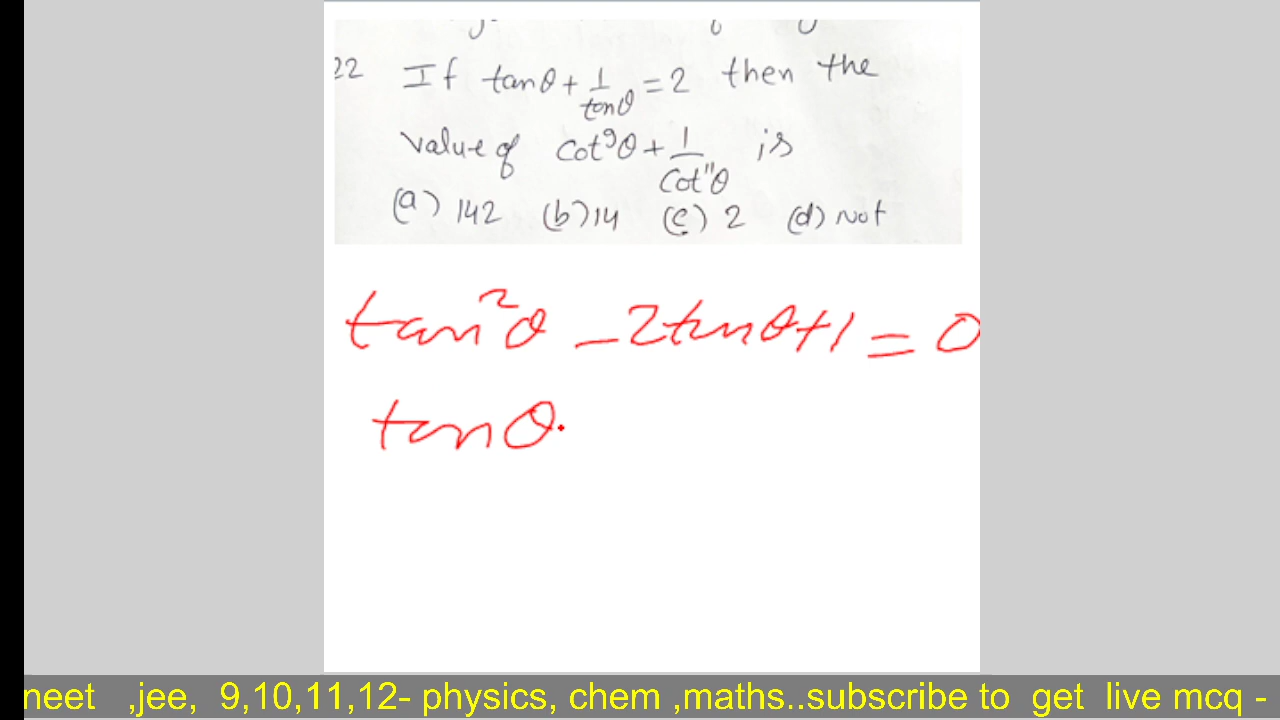 22 If tanθ + 1/tanθ = 2 then the
value of cot⁹θ + 1/cot¹¹θ is
(a) 142 (b) 14 (c) 2 (d) Not
tan²θ - 2tanθ + 1 = 0
tanθ
neet ,jee, 9,10,11,12- physics, chem ,maths..subscribe to get live mcq -